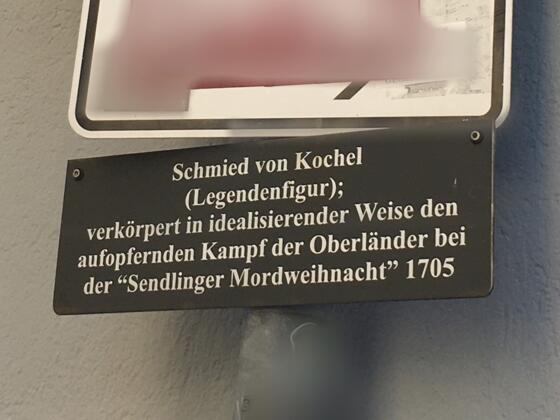 Schmied von Kochel
(Legendenfigur);
verkörpert in idealisierender Weise den
aufopfernden Kampf der Oberländer bei
der “Sendlinger Mordweihnacht” 1705